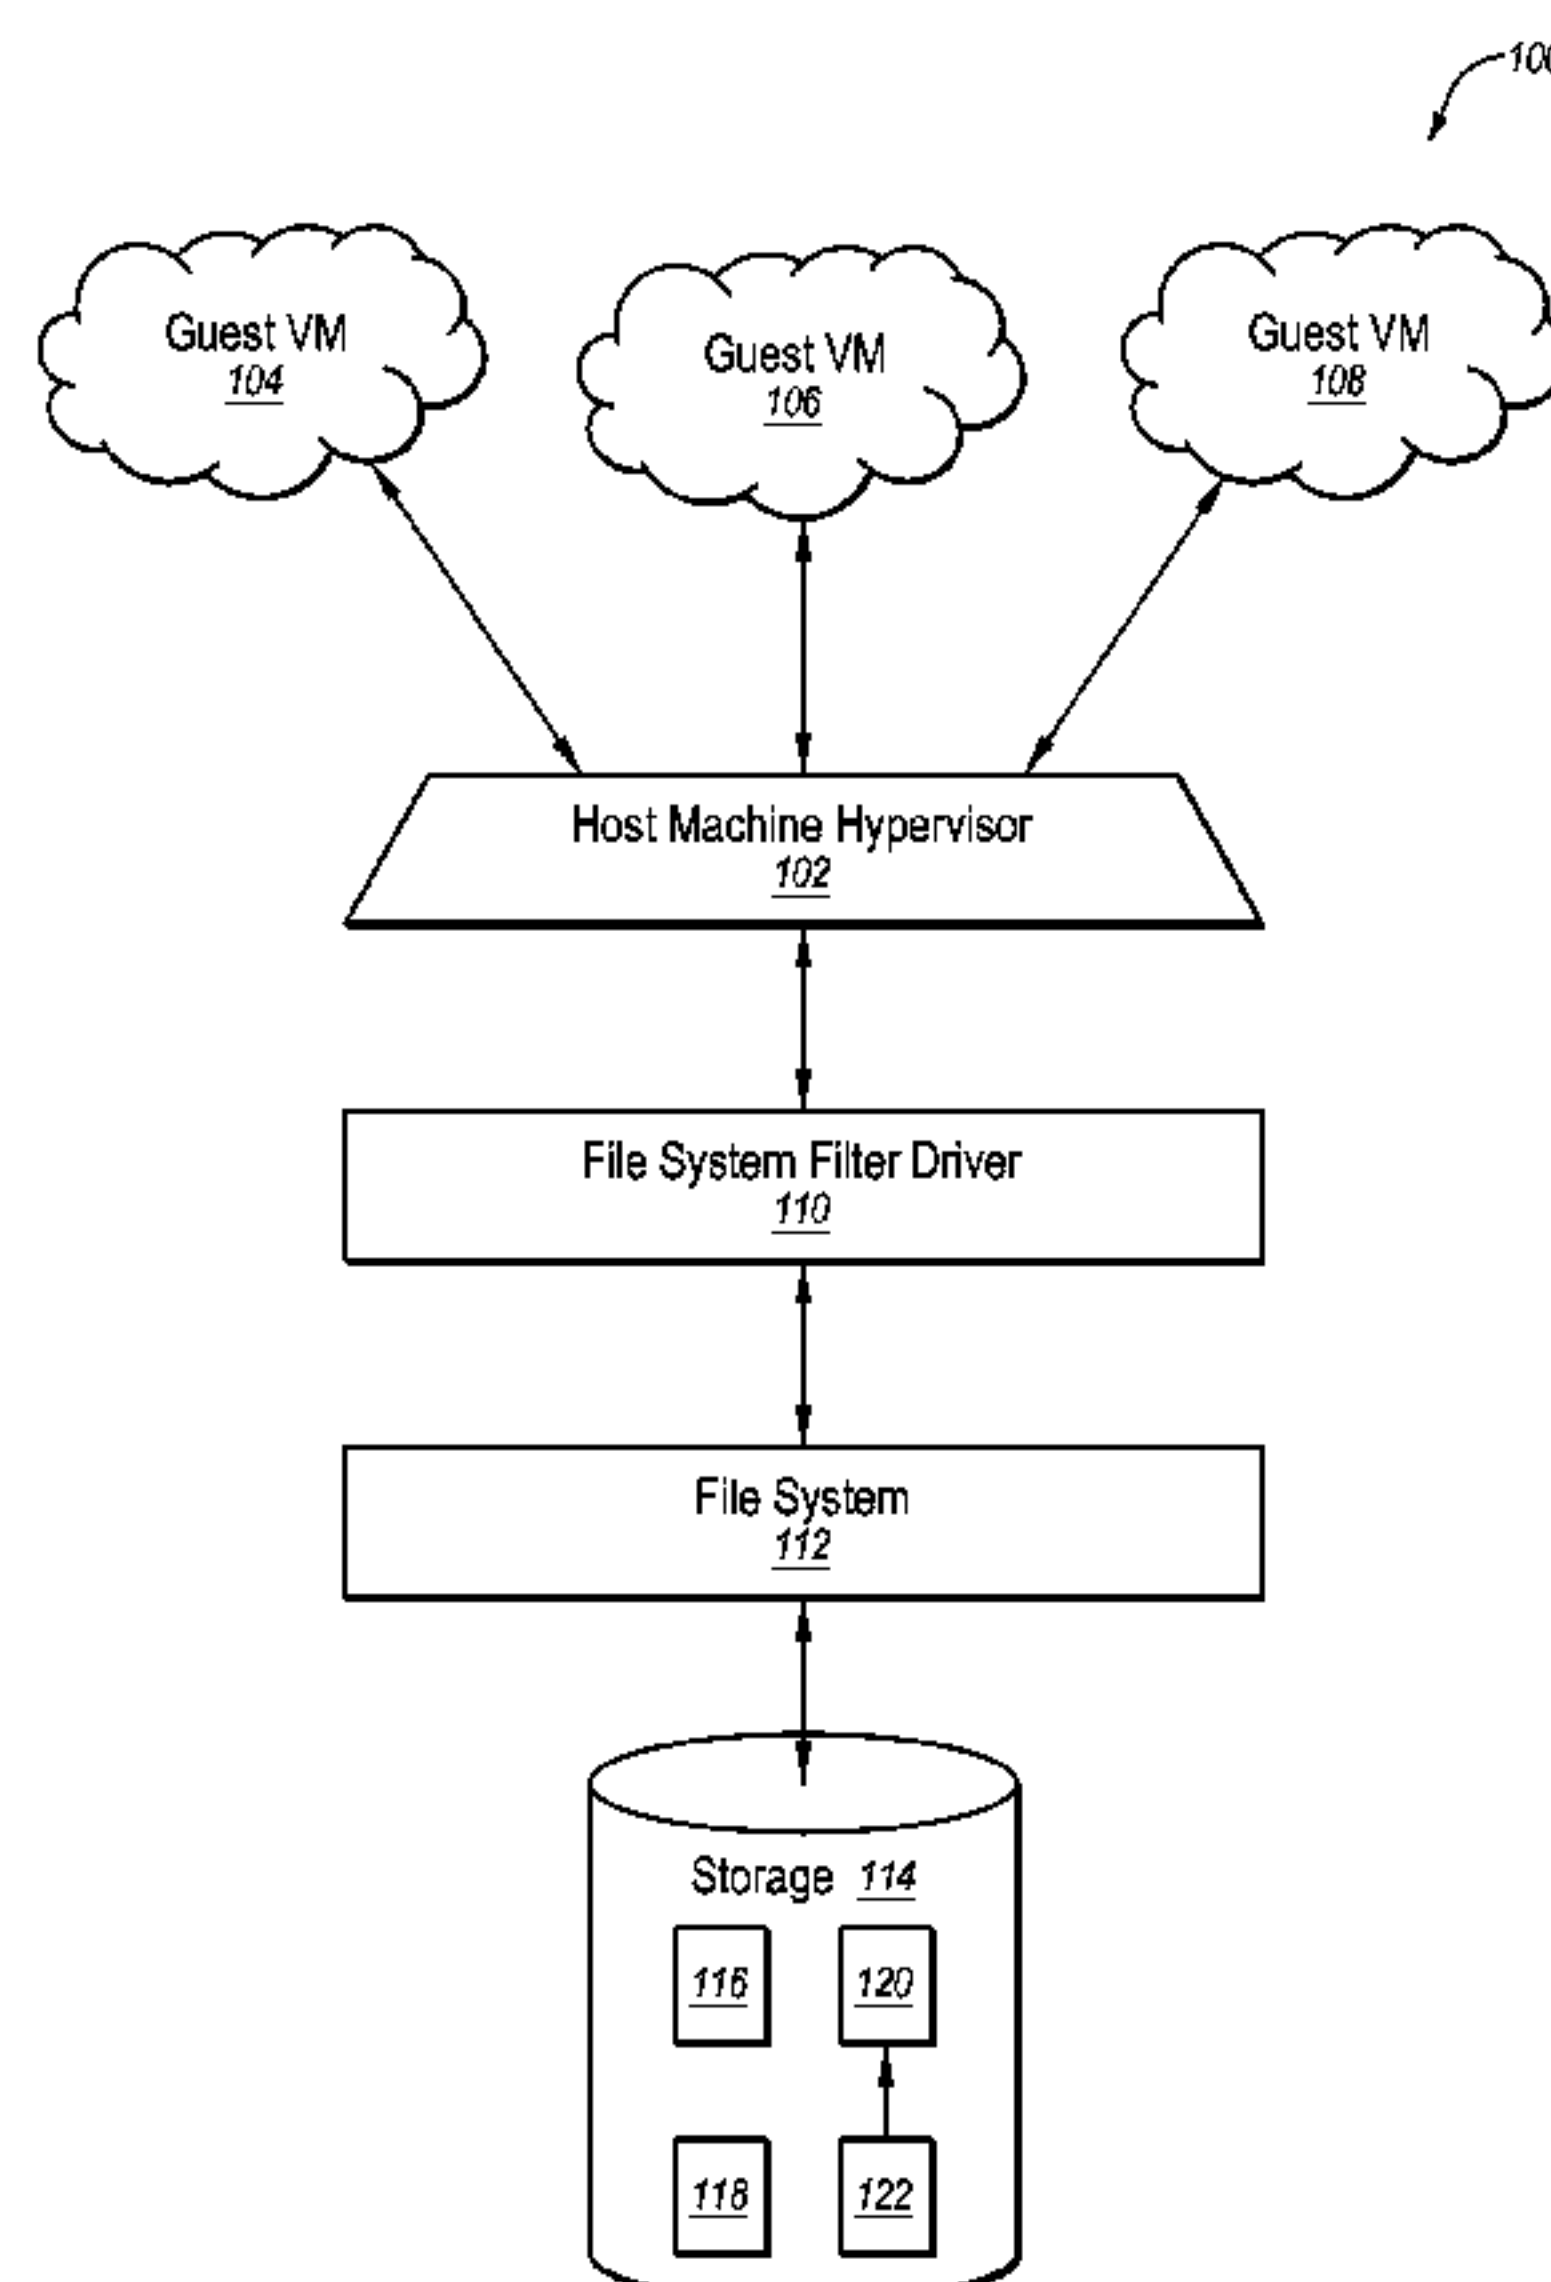 100
Guest VM
104
Guest VM
106
Guest VM
108
Host Machine Hypervisor
102
File System Filter Driver
110
File System
112
Storage 114
116
120
118
122